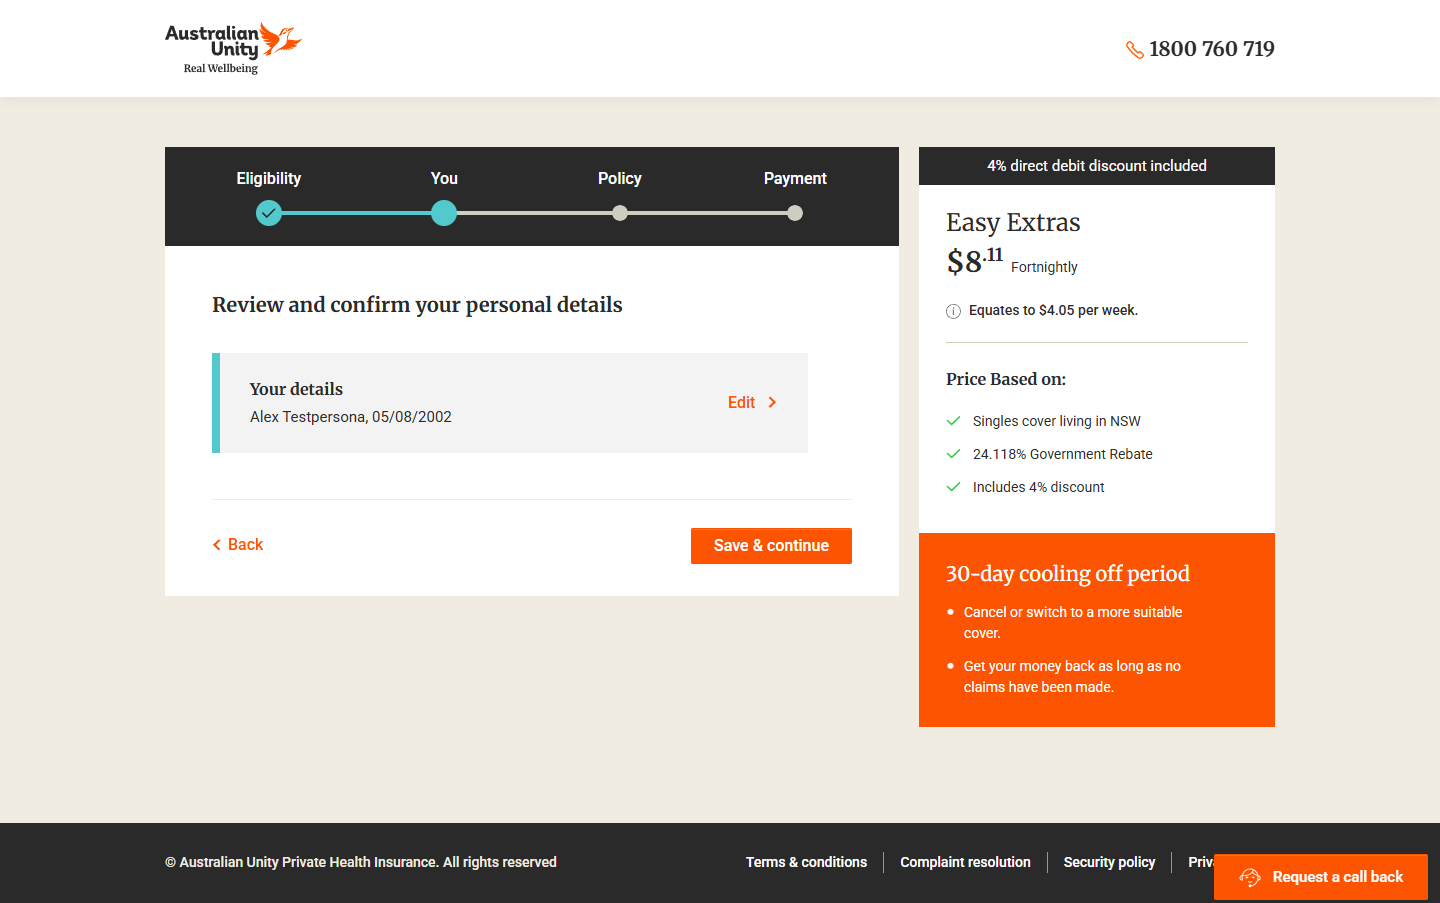 Australian
Unity
Real Wellbeing
1800 760 719
Eligibility
You
Policy
Payment
Review and confirm your personal details
Your details
Alex Testpersona, 05/08/2002
Edit
Back
Save & continue
4% direct debit discount included
Easy Extras
$8.11 Fortnightly
Equates to $4.05 per week.
Price Based on:
Singles cover living in NSW
24.118% Government Rebate
Includes 4% discount
30-day cooling off period
Cancel or switch to a more suitable
cover.
Get your money back as long as no
claims have been made.
© Australian Unity Private Health Insurance. All rights reserved
Terms & conditions
Complaint resolution
Security policy
Request a call back